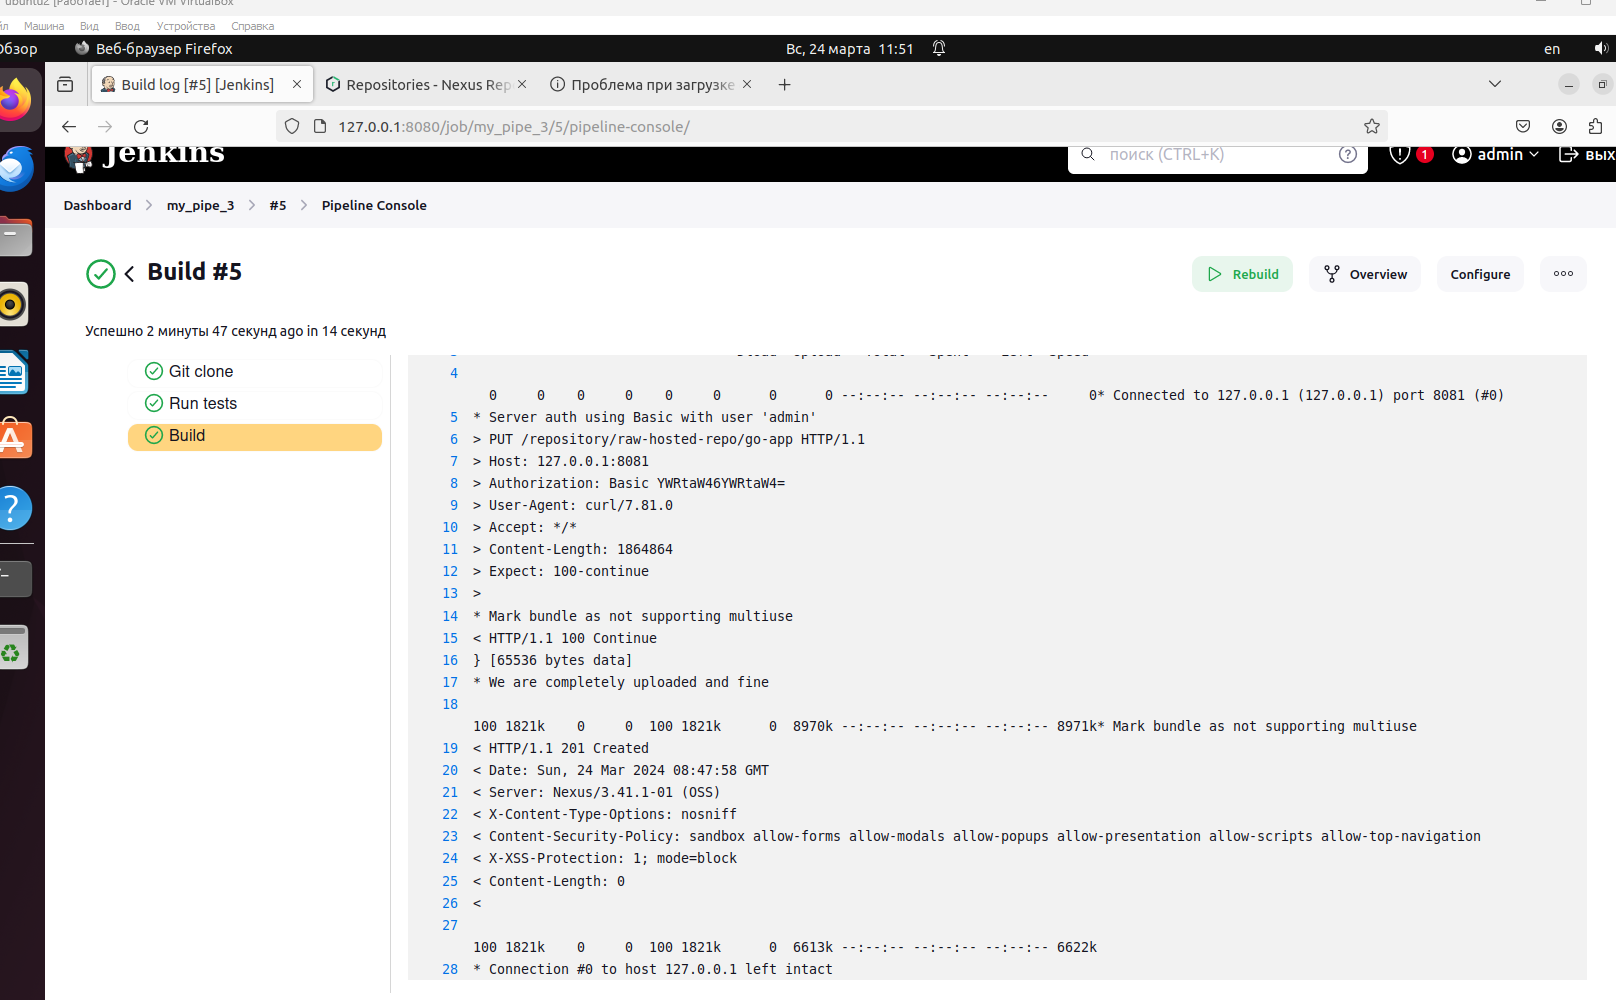 ubuntu2 [Работает] - Oracle VM VirtualBox
йл Машина Вид Ввод Устройства Справка
Обзор Веб-браузер Firefox Вс, 24 марта 11:51 en
Build log [#5] [Jenkins] Repositories - Nexus Rep Проблема при загрузке
127.0.0.1:8080/job/my_pipe_3/5/pipeline-console/
Jenkins поиск (CTRL+K) 1 admin вых
Dashboard my_pipe_3 #5 Pipeline Console
Build #5 Rebuild Overview Configure
Успешно 2 минуты 47 секунд ago in 14 секунд
Git clone
Run tests
Build
4
0 0 0 0 0 0 0 0 --:--:-- --:--:-- --:--:-- 0* Connected to 127.0.0.1 (127.0.0.1) port 8081 (#0)
5 * Server auth using Basic with user 'admin'
6 > PUT /repository/raw-hosted-repo/go-app HTTP/1.1
7 > Host: 127.0.0.1:8081
8 > Authorization: Basic YWRtaW46YWRtaW4=
9 > User-Agent: curl/7.81.0
10 > Accept: */*
11 > Content-Length: 1864864
12 > Expect: 100-continue
13 >
14 * Mark bundle as not supporting multiuse
15 < HTTP/1.1 100 Continue
16 } [65536 bytes data]
17 * We are completely uploaded and fine
18
100 1821k 0 0 100 1821k 0 8970k --:--:-- --:--:-- --:--:-- 8971k* Mark bundle as not supporting multiuse
19 < HTTP/1.1 201 Created
20 < Date: Sun, 24 Mar 2024 08:47:58 GMT
21 < Server: Nexus/3.41.1-01 (OSS)
22 < X-Content-Type-Options: nosniff
23 < Content-Security-Policy: sandbox allow-forms allow-modals allow-popups allow-presentation allow-scripts allow-top-navigation
24 < X-XSS-Protection: 1; mode=block
25 < Content-Length: 0
26 <
27
100 1821k 0 0 100 1821k 0 6613k --:--:-- --:--:-- --:--:-- 6622k
28 * Connection #0 to host 127.0.0.1 left intact